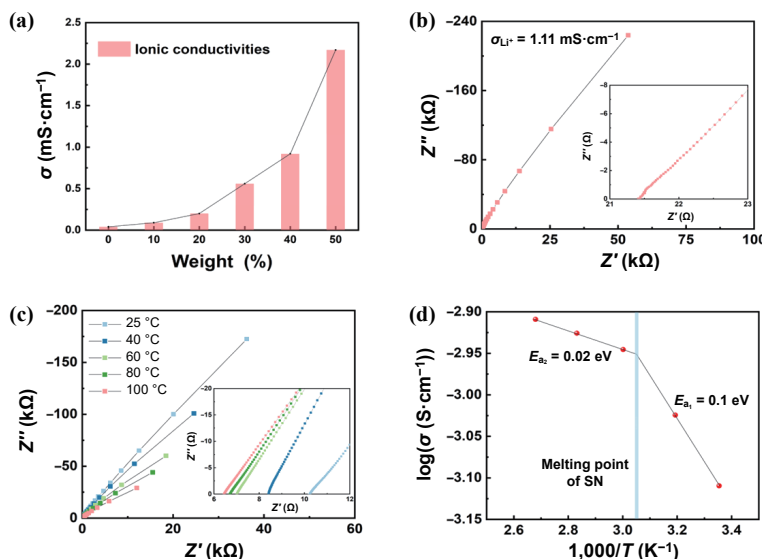 (a)
2.5
2.0
1.5
1.0
0.5
0.0
σ (mS·cm⁻¹)
Ionic conductivities
0 10 20 30 40 50
Weight (%)
(b)
−240
−160
−80
0
Z″ (kΩ)
σLi⁺ = 1.11 mS·cm⁻¹
−8
−6
−4
−2
0
Z″ (Ω)
21 22 23
Z′ (Ω)
0 25 50 75 100
Z′ (kΩ)
(c)
−200
−150
−100
−50
0
Z″ (kΩ)
25 °C
40 °C
60 °C
80 °C
100 °C
−20
−15
−10
−5
0
Z″ (Ω)
4 6 8 10 12
Z′ (Ω)
0 20 40 60
Z′ (kΩ)
(d)
−2.90
−2.95
−3.00
−3.05
−3.10
−3.15
log(σ (S·cm⁻¹))
Ea₂ = 0.02 eV
Ea₁ = 0.1 eV
Melting point
of SN
2.6 2.8 3.0 3.2 3.4 3.6
1,000/T (K⁻¹)